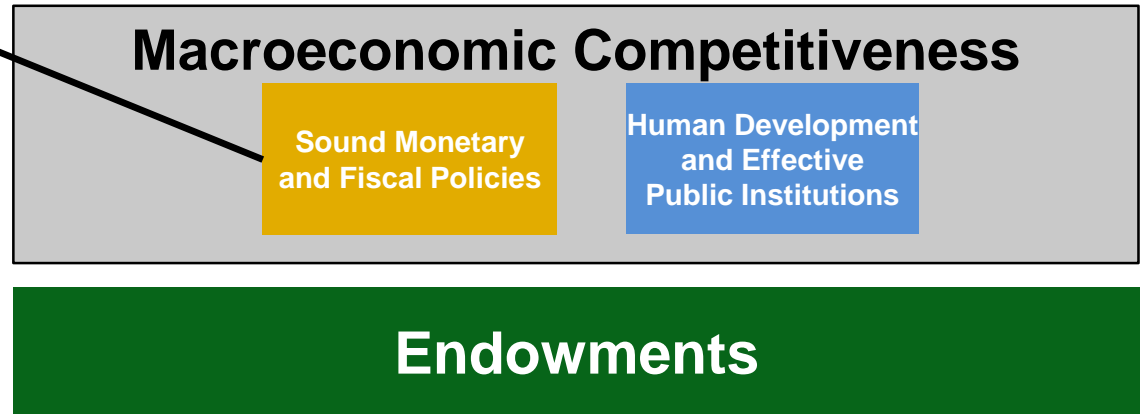 Macroeconomic Competitiveness
Sound Monetary
and Fiscal Policies
Human Development
and Effective
Public Institutions
Endowments